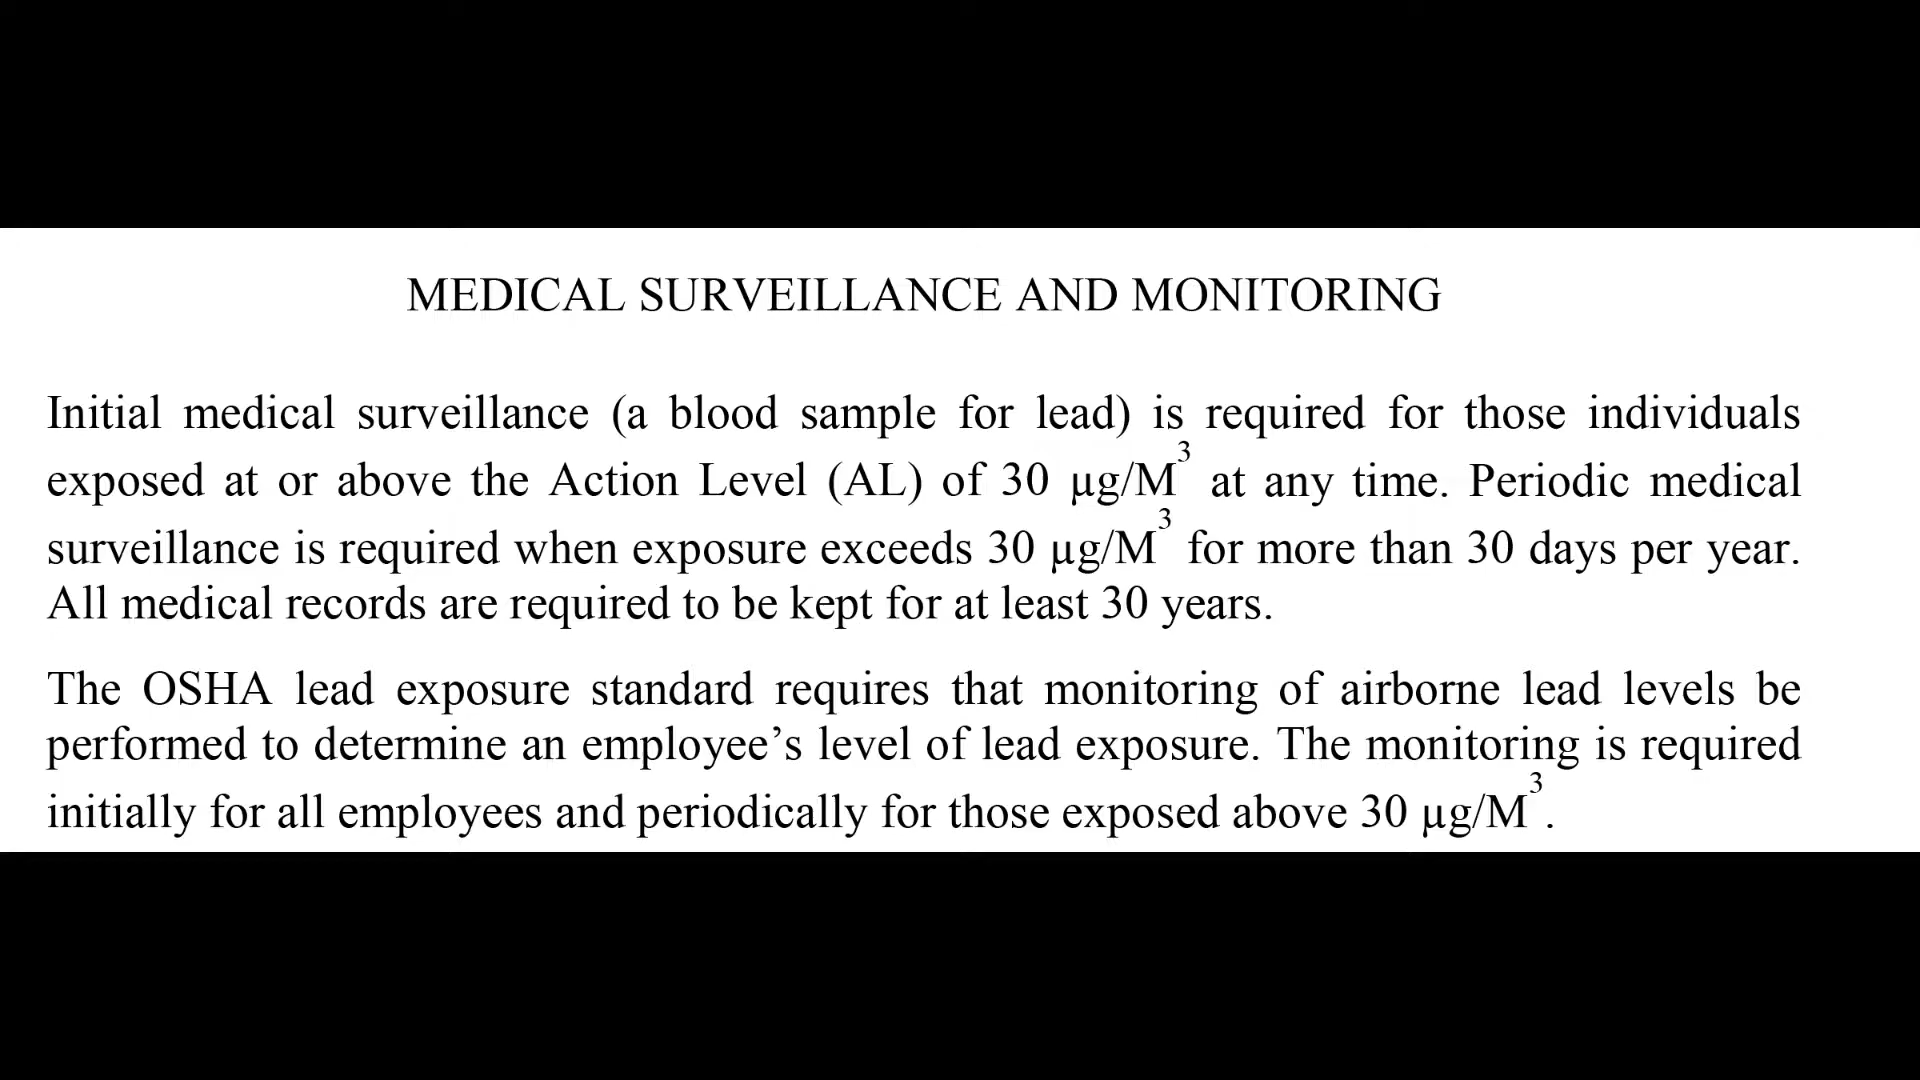 MEDICAL SURVEILLANCE AND MONITORING
Initial medical surveillance (a blood sample for lead) is required for those individuals
exposed at or above the Action Level (AL) of 30 µg/M³ at any time. Periodic medical
surveillance is required when exposure exceeds 30 µg/M³ for more than 30 days per year.
All medical records are required to be kept for at least 30 years.
The OSHA lead exposure standard requires that monitoring of airborne lead levels be
performed to determine an employee’s level of lead exposure. The monitoring is required
initially for all employees and periodically for those exposed above 30 µg/M³.